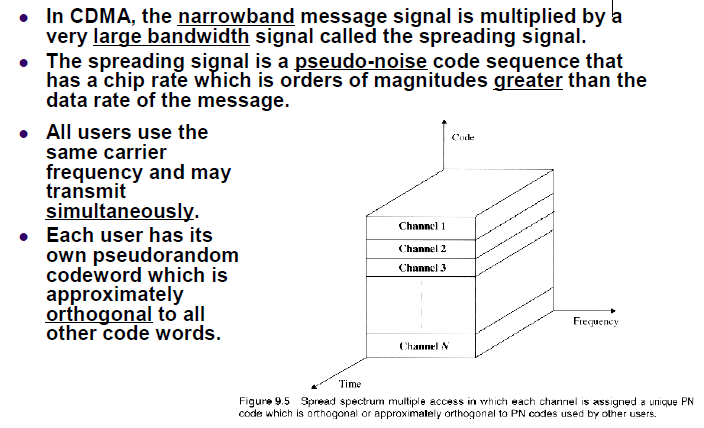 In CDMA, the narrowband message signal is multiplied by a
very large bandwidth signal called the spreading signal.
The spreading signal is a pseudo-noise code sequence that
has a chip rate which is orders of magnitudes greater than the
data rate of the message.
All users use the
same carrier
frequency and may
transmit
simultaneously.
Each user has its
own pseudorandom
codeword which is
approximately
orthogonal to all
other code words.
Code
Channel 1
Channel 2
Channel 3
Channel N
Frequency
Time
Figure 9.5 Spread spectrum multiple access in which each channel is assigned a unique PN
code which is orthogonal or approximately orthogonal to PN codes used by other users.